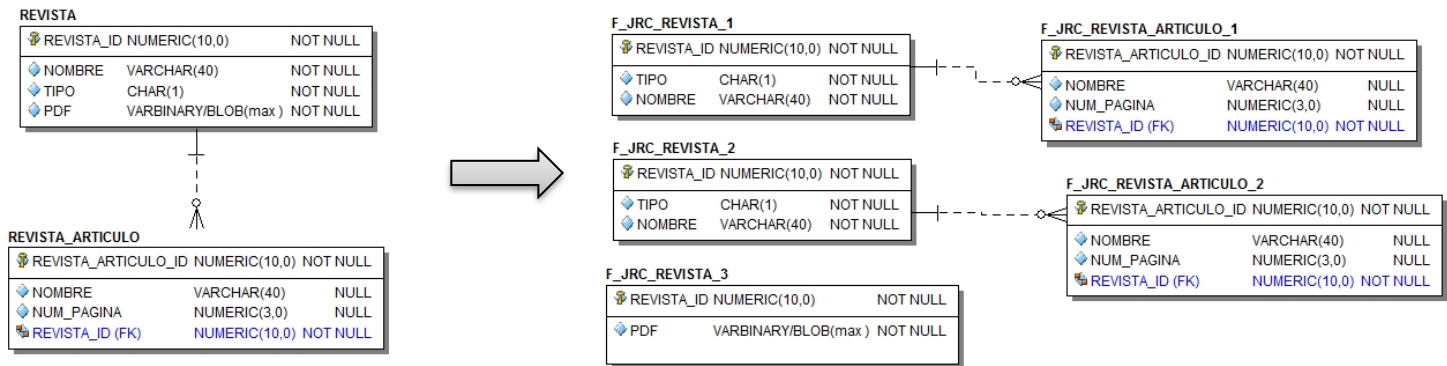 REVISTA
REVISTA_ID NUMERIC(10,0) NOT NULL
NOMBRE VARCHAR(40) NOT NULL
TIPO CHAR(1) NOT NULL
PDF VARBINARY/BLOB(max ) NOT NULL
REVISTA_ARTICULO
REVISTA_ARTICULO_ID NUMERIC(10,0) NOT NULL
NOMBRE VARCHAR(40) NULL
NUM_PAGINA NUMERIC(3,0) NULL
REVISTA_ID (FK) NUMERIC(10,0) NOT NULL
F_JRC_REVISTA_1
REVISTA_ID NUMERIC(10,0) NOT NULL
TIPO CHAR(1) NOT NULL
NOMBRE VARCHAR(40) NOT NULL
F_JRC_REVISTA_ARTICULO_1
REVISTA_ARTICULO_ID NUMERIC(10,0) NOT NULL
NOMBRE VARCHAR(40) NULL
NUM_PAGINA NUMERIC(3,0) NULL
REVISTA_ID (FK) NUMERIC(10,0) NOT NULL
F_JRC_REVISTA_2
REVISTA_ID NUMERIC(10,0) NOT NULL
TIPO CHAR(1) NOT NULL
NOMBRE VARCHAR(40) NOT NULL
F_JRC_REVISTA_ARTICULO_2
REVISTA_ARTICULO_ID NUMERIC(10,0) NOT NULL
NOMBRE VARCHAR(40) NULL
NUM_PAGINA NUMERIC(3,0) NULL
REVISTA_ID (FK) NUMERIC(10,0) NOT NULL
F_JRC_REVISTA_3
REVISTA_ID NUMERIC(10,0) NOT NULL
PDF VARBINARY/BLOB(max ) NOT NULL